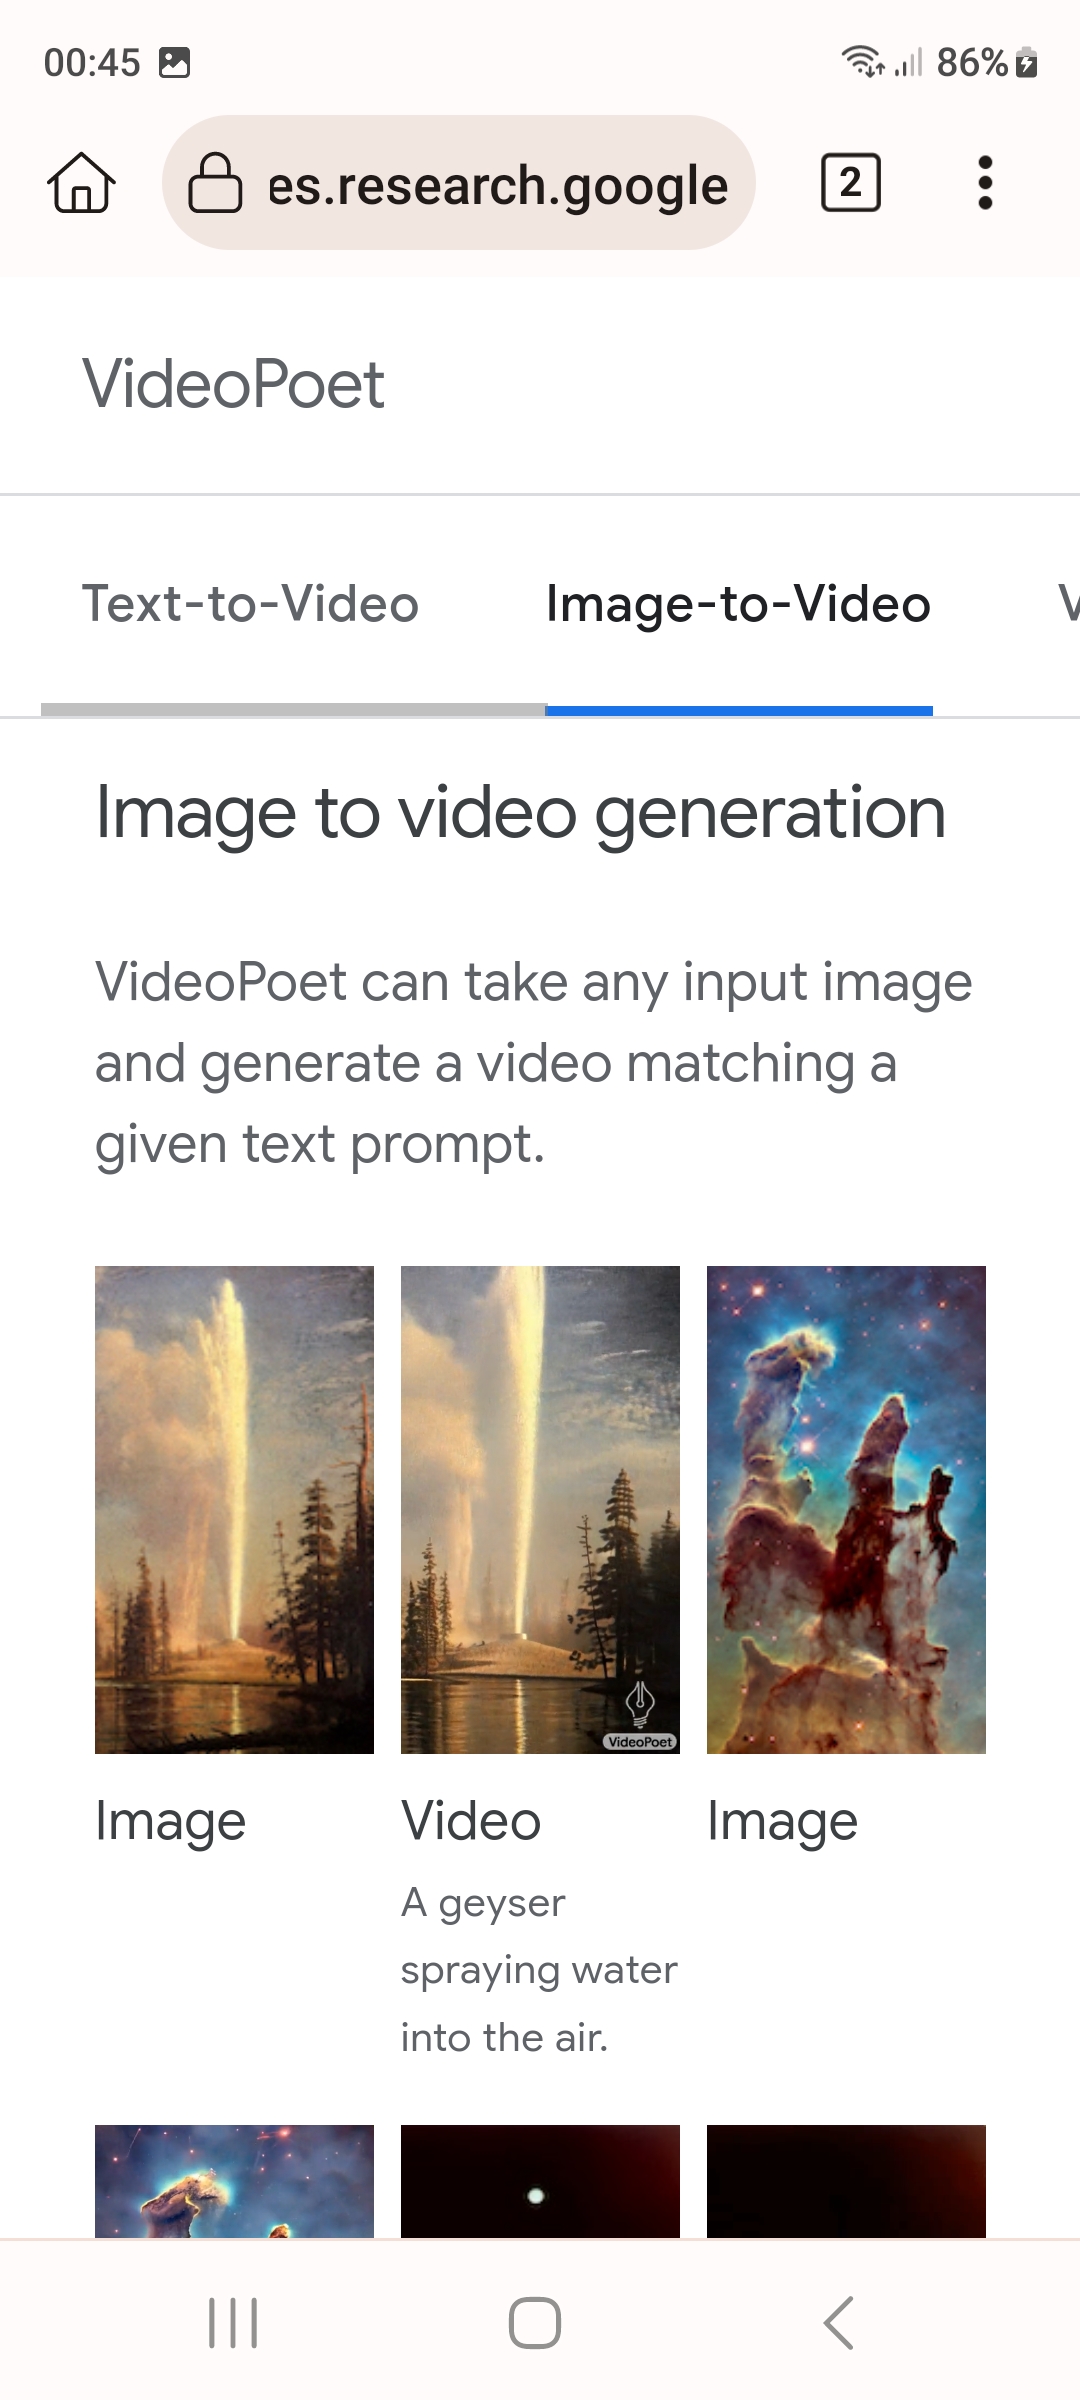 00:45
86%
es.research.google
2
VideoPoet
Text-to-Video Image-to-Video V
Image to video generation
VideoPoet can take any input image
and generate a video matching a
given text prompt.
VideoPoet
Image Video Image
A geyser
spraying water
into the air.